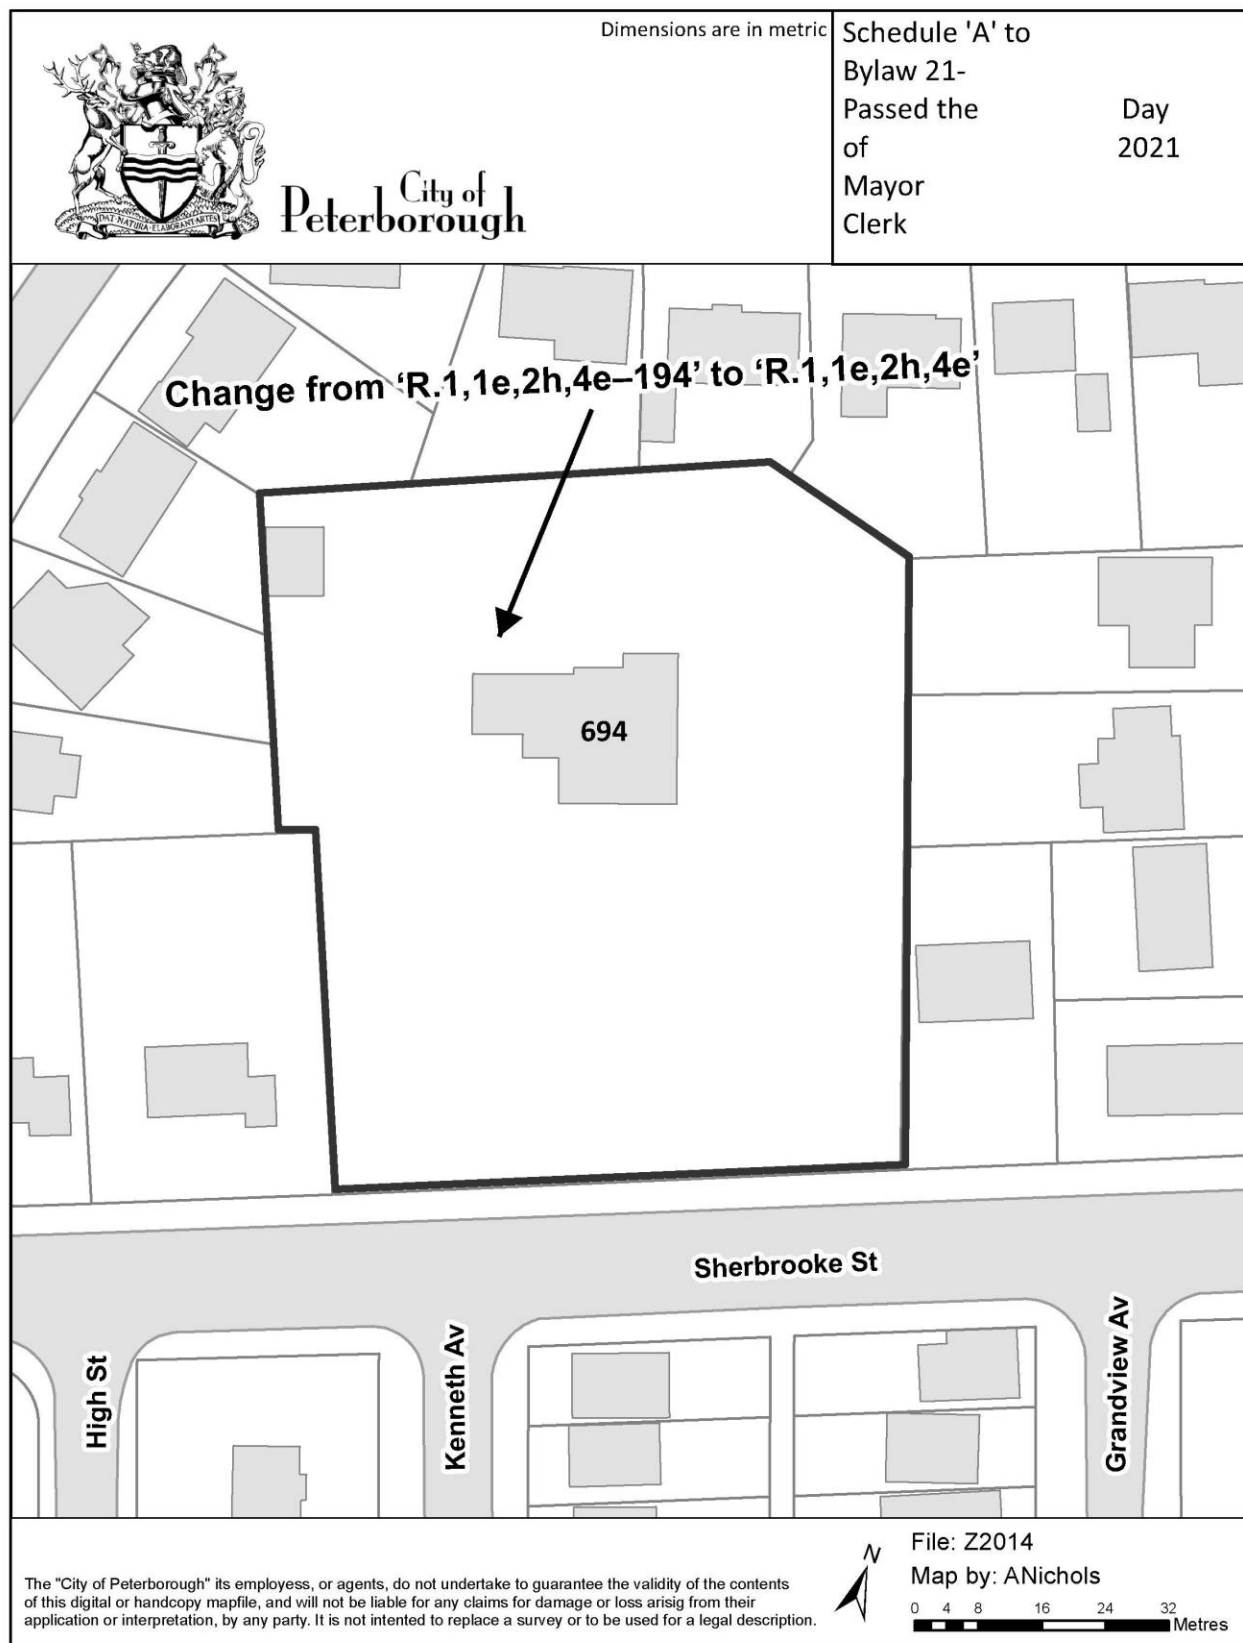 Dimensions are in metric
DAT·NATURA·ELABORANT·ARTES
City of
Peterborough
Schedule 'A' to
Bylaw 21-
Passed the Day
of 2021
Mayor
Clerk
Change from ‘R.1,1e,2h,4e–194’ to ‘R.1,1e,2h,4e’
694
Sherbrooke St
High St
Kenneth Av
Grandview Av
The "City of Peterborough" its employess, or agents, do not undertake to guarantee the validity of the contents
of this digital or handcopy mapfile, and will not be liable for any claims for damage or loss arisig from their
application or interpretation, by any party. It is not intended to replace a survey or to be used for a legal description.
N
File: Z2014
Map by: ANichols
0 4 8 16 24 32
Metres